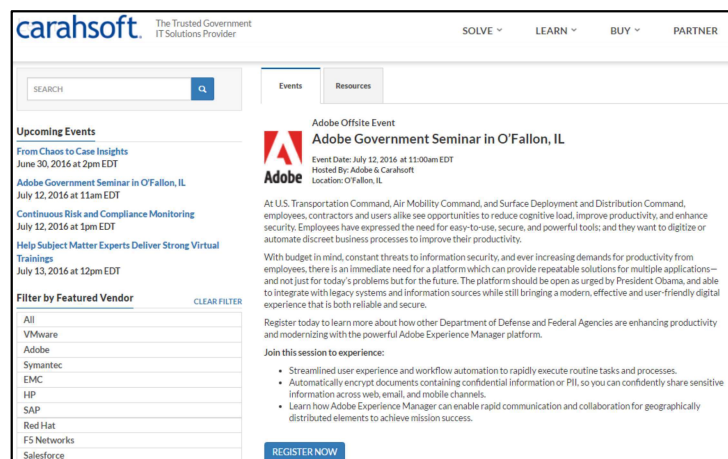 carahsoft.
The Trusted Government
IT Solutions Provider
SOLVE
LEARN
BUY
PARTNER
SEARCH
Upcoming Events
From Chaos to Case Insights
June 30, 2016 at 2pm EDT
Adobe Government Seminar in O'Fallon, IL
July 12, 2016 at 11am EDT
Continuous Risk and Compliance Monitoring
July 12, 2016 at 1pm EDT
Help Subject Matter Experts Deliver Strong Virtual
Trainings
July 13, 2016 at 12pm EDT
Filter by Featured Vendor
CLEAR FILTER
All
VMware
Adobe
Symantec
EMC
HP
SAP
Red Hat
F5 Networks
Salesforce
Events
Resources
Adobe Offsite Event
Adobe Government Seminar in O'Fallon, IL
Adobe
Event Date: July 12, 2016 at 11:00am EDT
Hosted By: Adobe & Carahsoft
Location: O'Fallon, IL
At U.S. Transportation Command, Air Mobility Command, and Surface Deployment and Distribution Command,
employees, contractors and users alike see opportunities to reduce cognitive load, improve productivity, and enhance
security. Employees have expressed the need for easy-to-use, secure, and powerful tools; and they want to digitize or
automate discreet business processes to improve their productivity.
With budget in mind, constant threats to information security, and ever increasing demands for productivity from
employees, there is an immediate need for a platform which can provide repeatable solutions for multiple applications—
and not just for today's problems but for the future. The platform should be open as urged by President Obama, and able
to integrate with legacy systems and information sources while still bringing a modern, effective and user-friendly digital
experience that is both reliable and secure.
Register today to learn more about how other Department of Defense and Federal Agencies are enhancing productivity
and modernizing with the powerful Adobe Experience Manager platform.
Join this session to experience:
• Streamlined user experience and workflow automation to rapidly execute routine tasks and processes.
• Automatically encrypt documents containing confidential information or PII, so you can confidently share sensitive
information across web, email, and mobile channels.
• Learn how Adobe Experience Manager can enable rapid communication and collaboration for geographically
distributed elements to achieve mission success.
REGISTER NOW